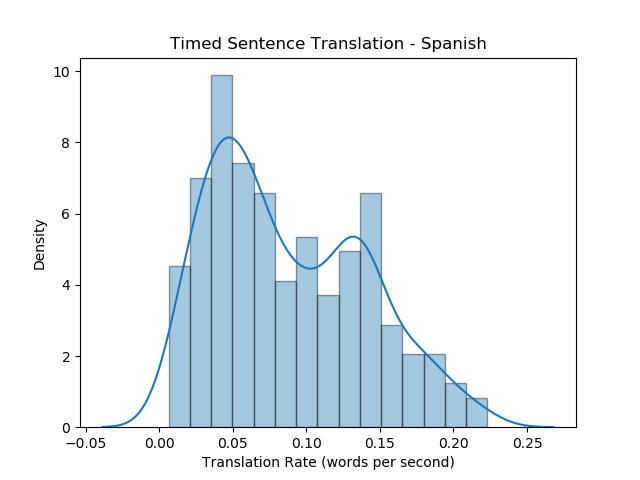 Timed Sentence Translation - Spanish
Density
10
8
6
4
2
0
−0.05 0.00 0.05 0.10 0.15 0.20 0.25
Translation Rate (words per second)